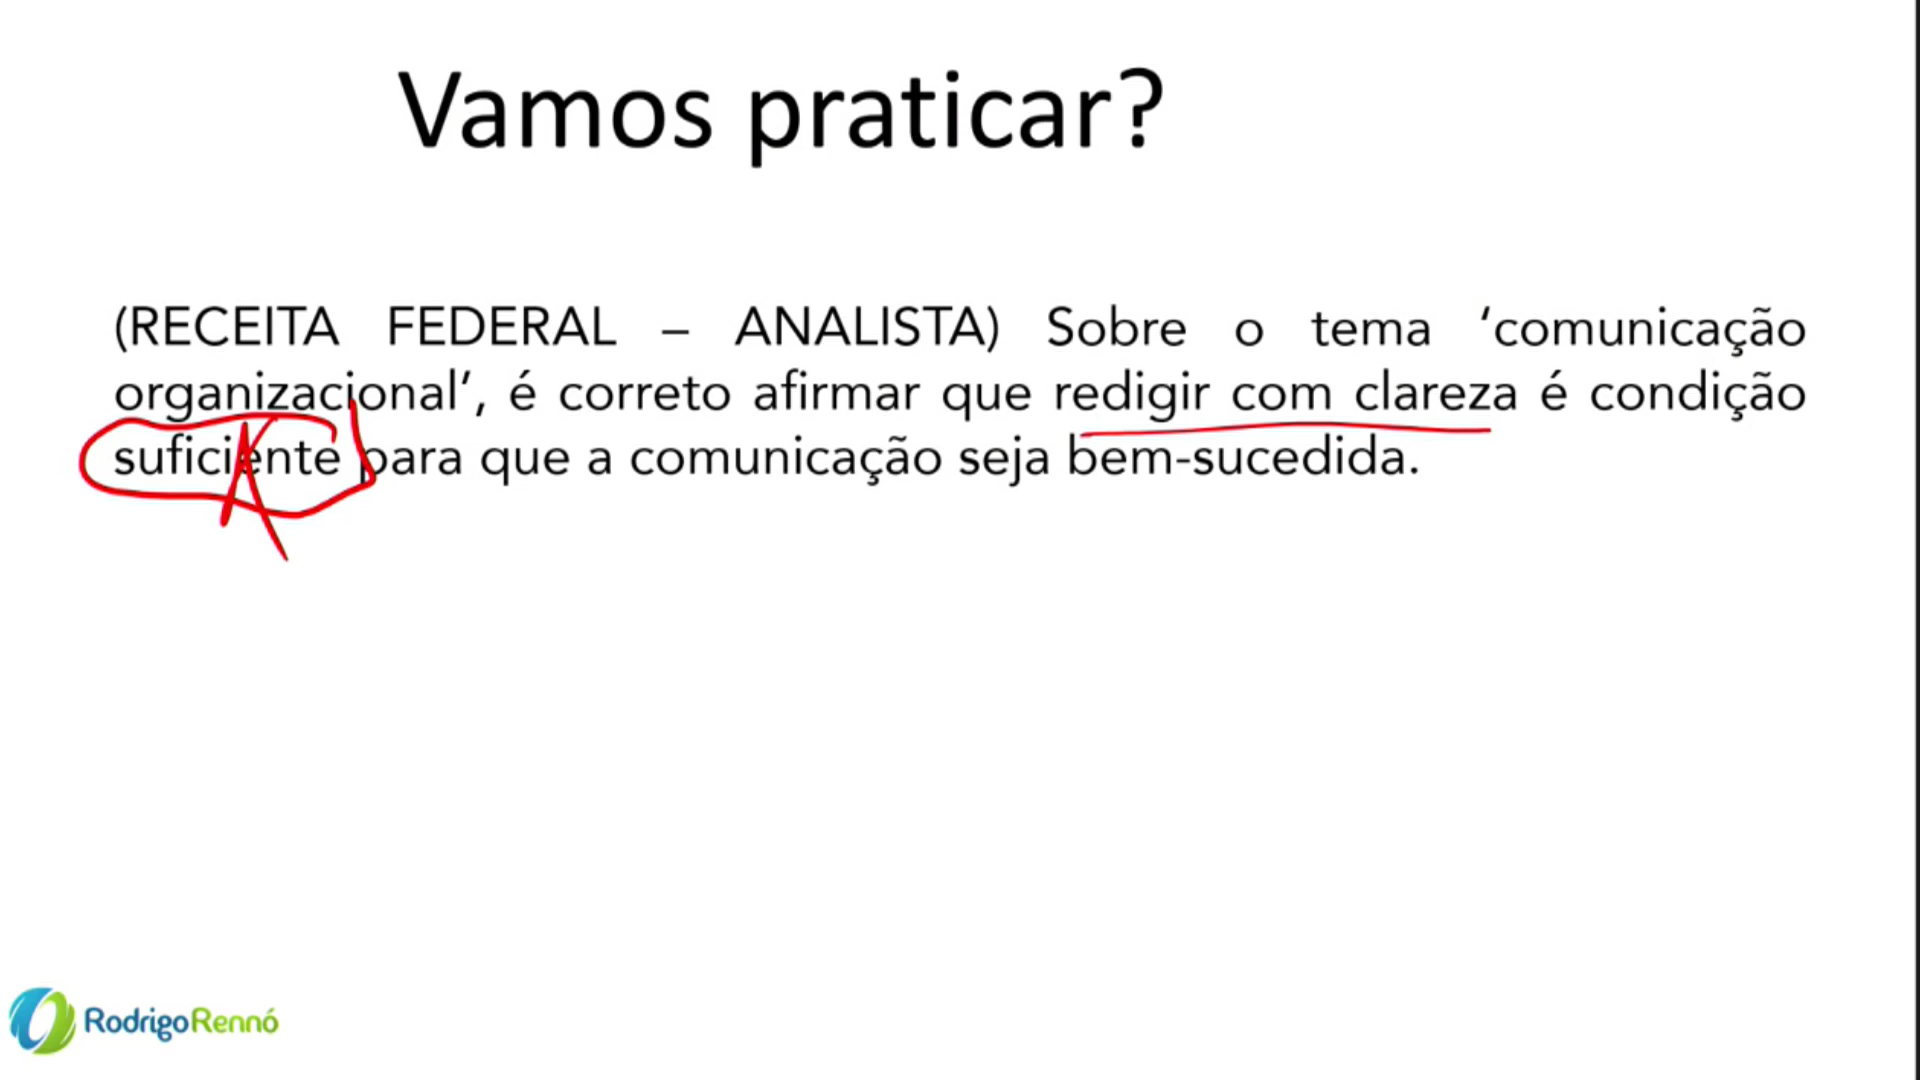 Vamos praticar?
(RECEITA FEDERAL – ANALISTA) Sobre o tema ‘comunicação
organizacional’, é correto afirmar que redigir com clareza é condição
suficiente para que a comunicação seja bem-sucedida.
RodrigoRennó